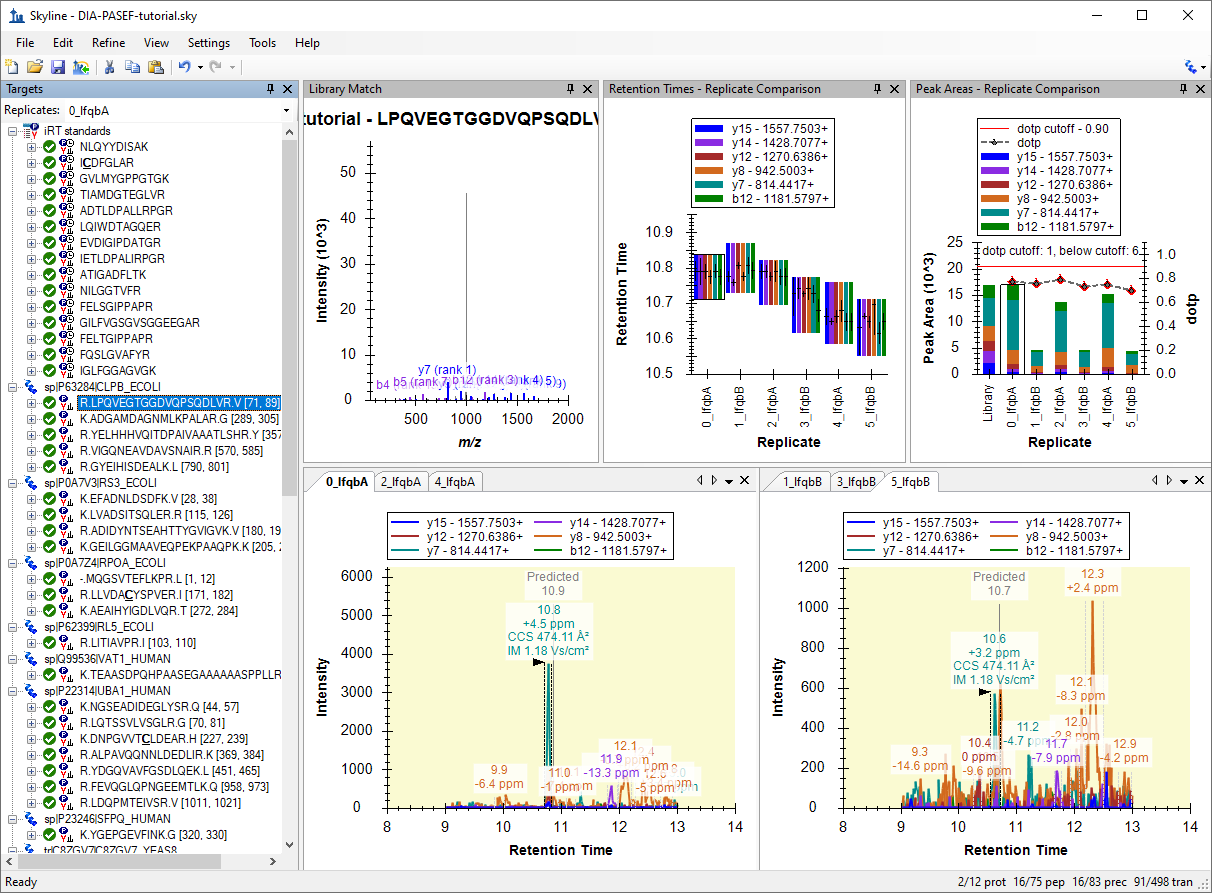 Skyline - DIA-PASEF-tutorial.sky
File Edit Refine View Settings Tools Help
Targets
Replicates: 0_lfqbA
iRT standards
NLQYYDISAK
ICDFGLAR
GVLMYGPPGTGK
TIAMDGTEGLVR
ADTLDPALLRPGR
LQIWDTAGQER
EVDIGIPDATGR
IETLDPALIRPGR
ATIGADFLTK
NILGGTVFR
FELSGIPPAPR
GILFVGSGVSGGEEGAR
FELTGIPPAPR
FQSLGVAFYR
IGLFGGAGVGK
sp|P63284|CLPB_ECOLI
R.LPQVEGTGGDVQPSQDLVR.V [71, 89]
K.ADGAMDAGNMLKPALAR.G [289, 305]
R.YELHHHVQITDPAIVAAATLSHR.Y [357
R.VIGQNEAVDAVSNAIR.R [570, 585]
R.GYEIHISDEALK.L [790, 801]
sp|P0A7V3|RS3_ECOLI
K.EFADNLDSDFK.V [28, 38]
K.LVADSITSQLER.R [115, 126]
R.ADIDYNTSEAHTTYGVIGVK.V [180, 19
K.GEILGGMAAVEQPEKPAAQPK.K [205, 2
sp|P0A7Z4|RPOA_ECOLI
-.MQGSVTEFLKPR.L [1, 12]
R.LLVDACYSPVER.I [171, 182]
K.AEAIHYIGDLVQR.T [272, 284]
sp|P62399|RL5_ECOLI
R.LITIAVPR.I [103, 110]
sp|Q99536|VAT1_HUMAN
K.TEAASDPQHPAASEGAAAAAASPPLLR
sp|P22314|UBA1_HUMAN
K.NGSEADIDEGLYSR.Q [44, 57]
R.LQTSSVLVSGLR.G [70, 81]
K.DNPGVVTCLDEAR.H [227, 239]
R.ALPAVQQNNLDEDLIR.K [369, 384]
R.YDGQVAVFGSDLQEK.L [451, 465]
R.FEVQGLQPNGEEMTLK.Q [958, 973]
R.LDQPMTEIVSR.V [1011, 1021]
sp|P23246|SFPQ_HUMAN
K.YGEPGEVFINK.G [320, 330]
tr|C8ZGV7|C8ZGV7_YEAS8
Library Match
tutorial - LPQVEGTGGDVQPSQDLV
Intensity (10^3)
50
40
30
20
10
0
y7 (rank 1)
b4
b5 (rank 7)
b12 (rank 3)
500 1000 1500 2000
m/z
Retention Times - Replicate Comparison
y15 - 1557.7503+
y14 - 1428.7077+
y12 - 1270.6386+
y8 - 942.5003+
y7 - 814.4417+
b12 - 1181.5797+
Retention Time
10.9
10.8
10.7
10.6
10.5
0_lfqbA 1_lfqbB 2_lfqbA 3_lfqbB 4_lfqbA 5_lfqbB
Replicate
Peak Areas - Replicate Comparison
dotp cutoff - 0.90
dotp
y15 - 1557.7503+
y14 - 1428.7077+
y12 - 1270.6386+
y8 - 942.5003+
y7 - 814.4417+
b12 - 1181.5797+
dotp cutoff: 1, below cutoff: 6
Peak Area (10^3)
25
20
15
10
5
0
1.0
0.8
0.6
0.4
0.2
0.0
dotp
Library 0_lfqbA 1_lfqbB 2_lfqbA 3_lfqbB 4_lfqbA 5_lfqbB
Replicate
0_lfqbA 2_lfqbA 4_lfqbA
y15 - 1557.7503+ y14 - 1428.7077+
y12 - 1270.6386+ y8 - 942.5003+
y7 - 814.4417+ b12 - 1181.5797+
Intensity
6000
5000
4000
3000
2000
1000
0
Predicted
10.9
10.8
+4.5 ppm
CCS 474.11 Å²
IM 1.18 Vs/cm²
9.9
-6.4 ppm
11.0
-1 ppm
11.9
-13.3 ppm
12.1
-5 ppm
8 9 10 11 12 13 14
Retention Time
1_lfqbB 3_lfqbB 5_lfqbB
y15 - 1557.7503+ y14 - 1428.7077+
y12 - 1270.6386+ y8 - 942.5003+
y7 - 814.4417+ b12 - 1181.5797+
Intensity
1200
1000
800
600
400
200
0
Predicted
10.7
10.6
+3.2 ppm
CCS 474.11 Å²
IM 1.18 Vs/cm²
12.3
+2.4 ppm
12.1
-8.3 ppm
9.3
-14.6 ppm
10.4
0 ppm
-9.6 ppm
11.2
-4.7 ppm
11.7
-7.9 ppm
12.0
-2.8 ppm
12.9
-4.2 ppm
8 9 10 11 12 13 14
Retention Time
Ready
2/12 prot 16/75 pep 16/83 prec 91/498 tran